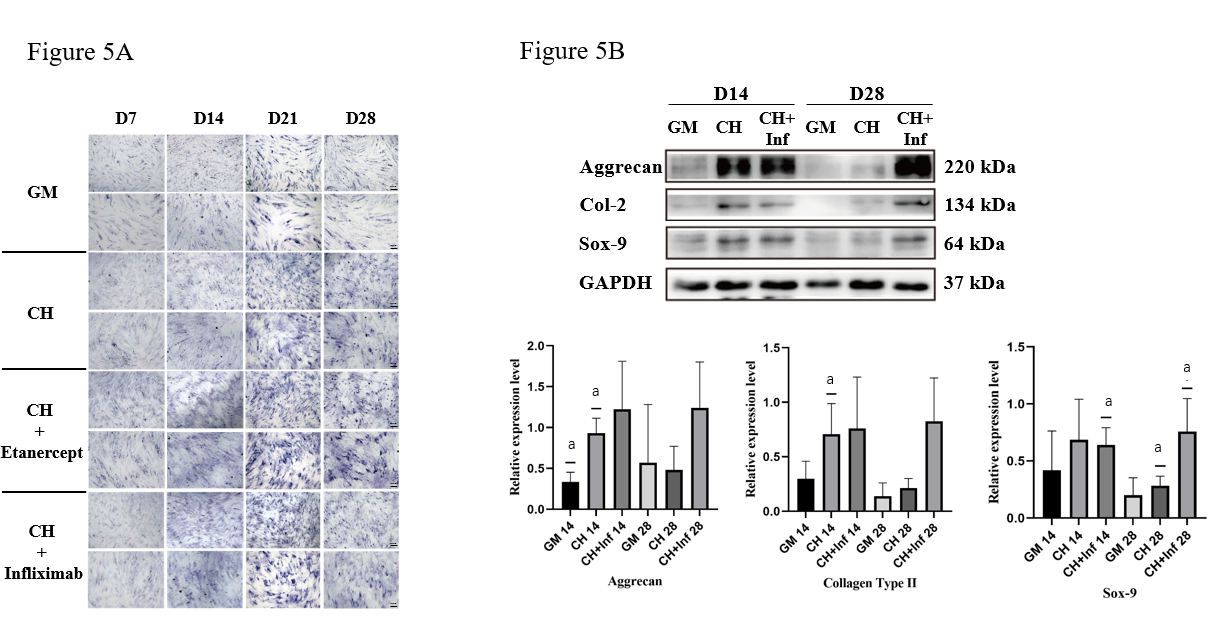 Figure 5A
D7 D14 D21 D28
GM
CH
CH
+
Etanercept
CH
+
Infliximab
Figure 5B
D14 D28
GM CH CH+ Inf GM CH CH+ Inf
Aggrecan 220 kDa
Col-2 134 kDa
Sox-9 64 kDa
GAPDH 37 kDa
Relative expression level
2.0
1.5
1.0
0.5
0.0
a
a
GM 14 CH 14 CH+Inf 14 GM 28 CH 28 CH+Inf 28
Aggrecan
Relative expression level
1.5
1.0
0.5
0.0
a
GM 14 CH 14 CH+Inf 14 GM 28 CH 28 CH+Inf 28
Collagen Type II
Relative expression level
1.5
1.0
0.5
0.0
a
a
a
GM 14 CH 14 CH+Inf 14 GM 28 CH 28 CH+Inf 28
Sox-9